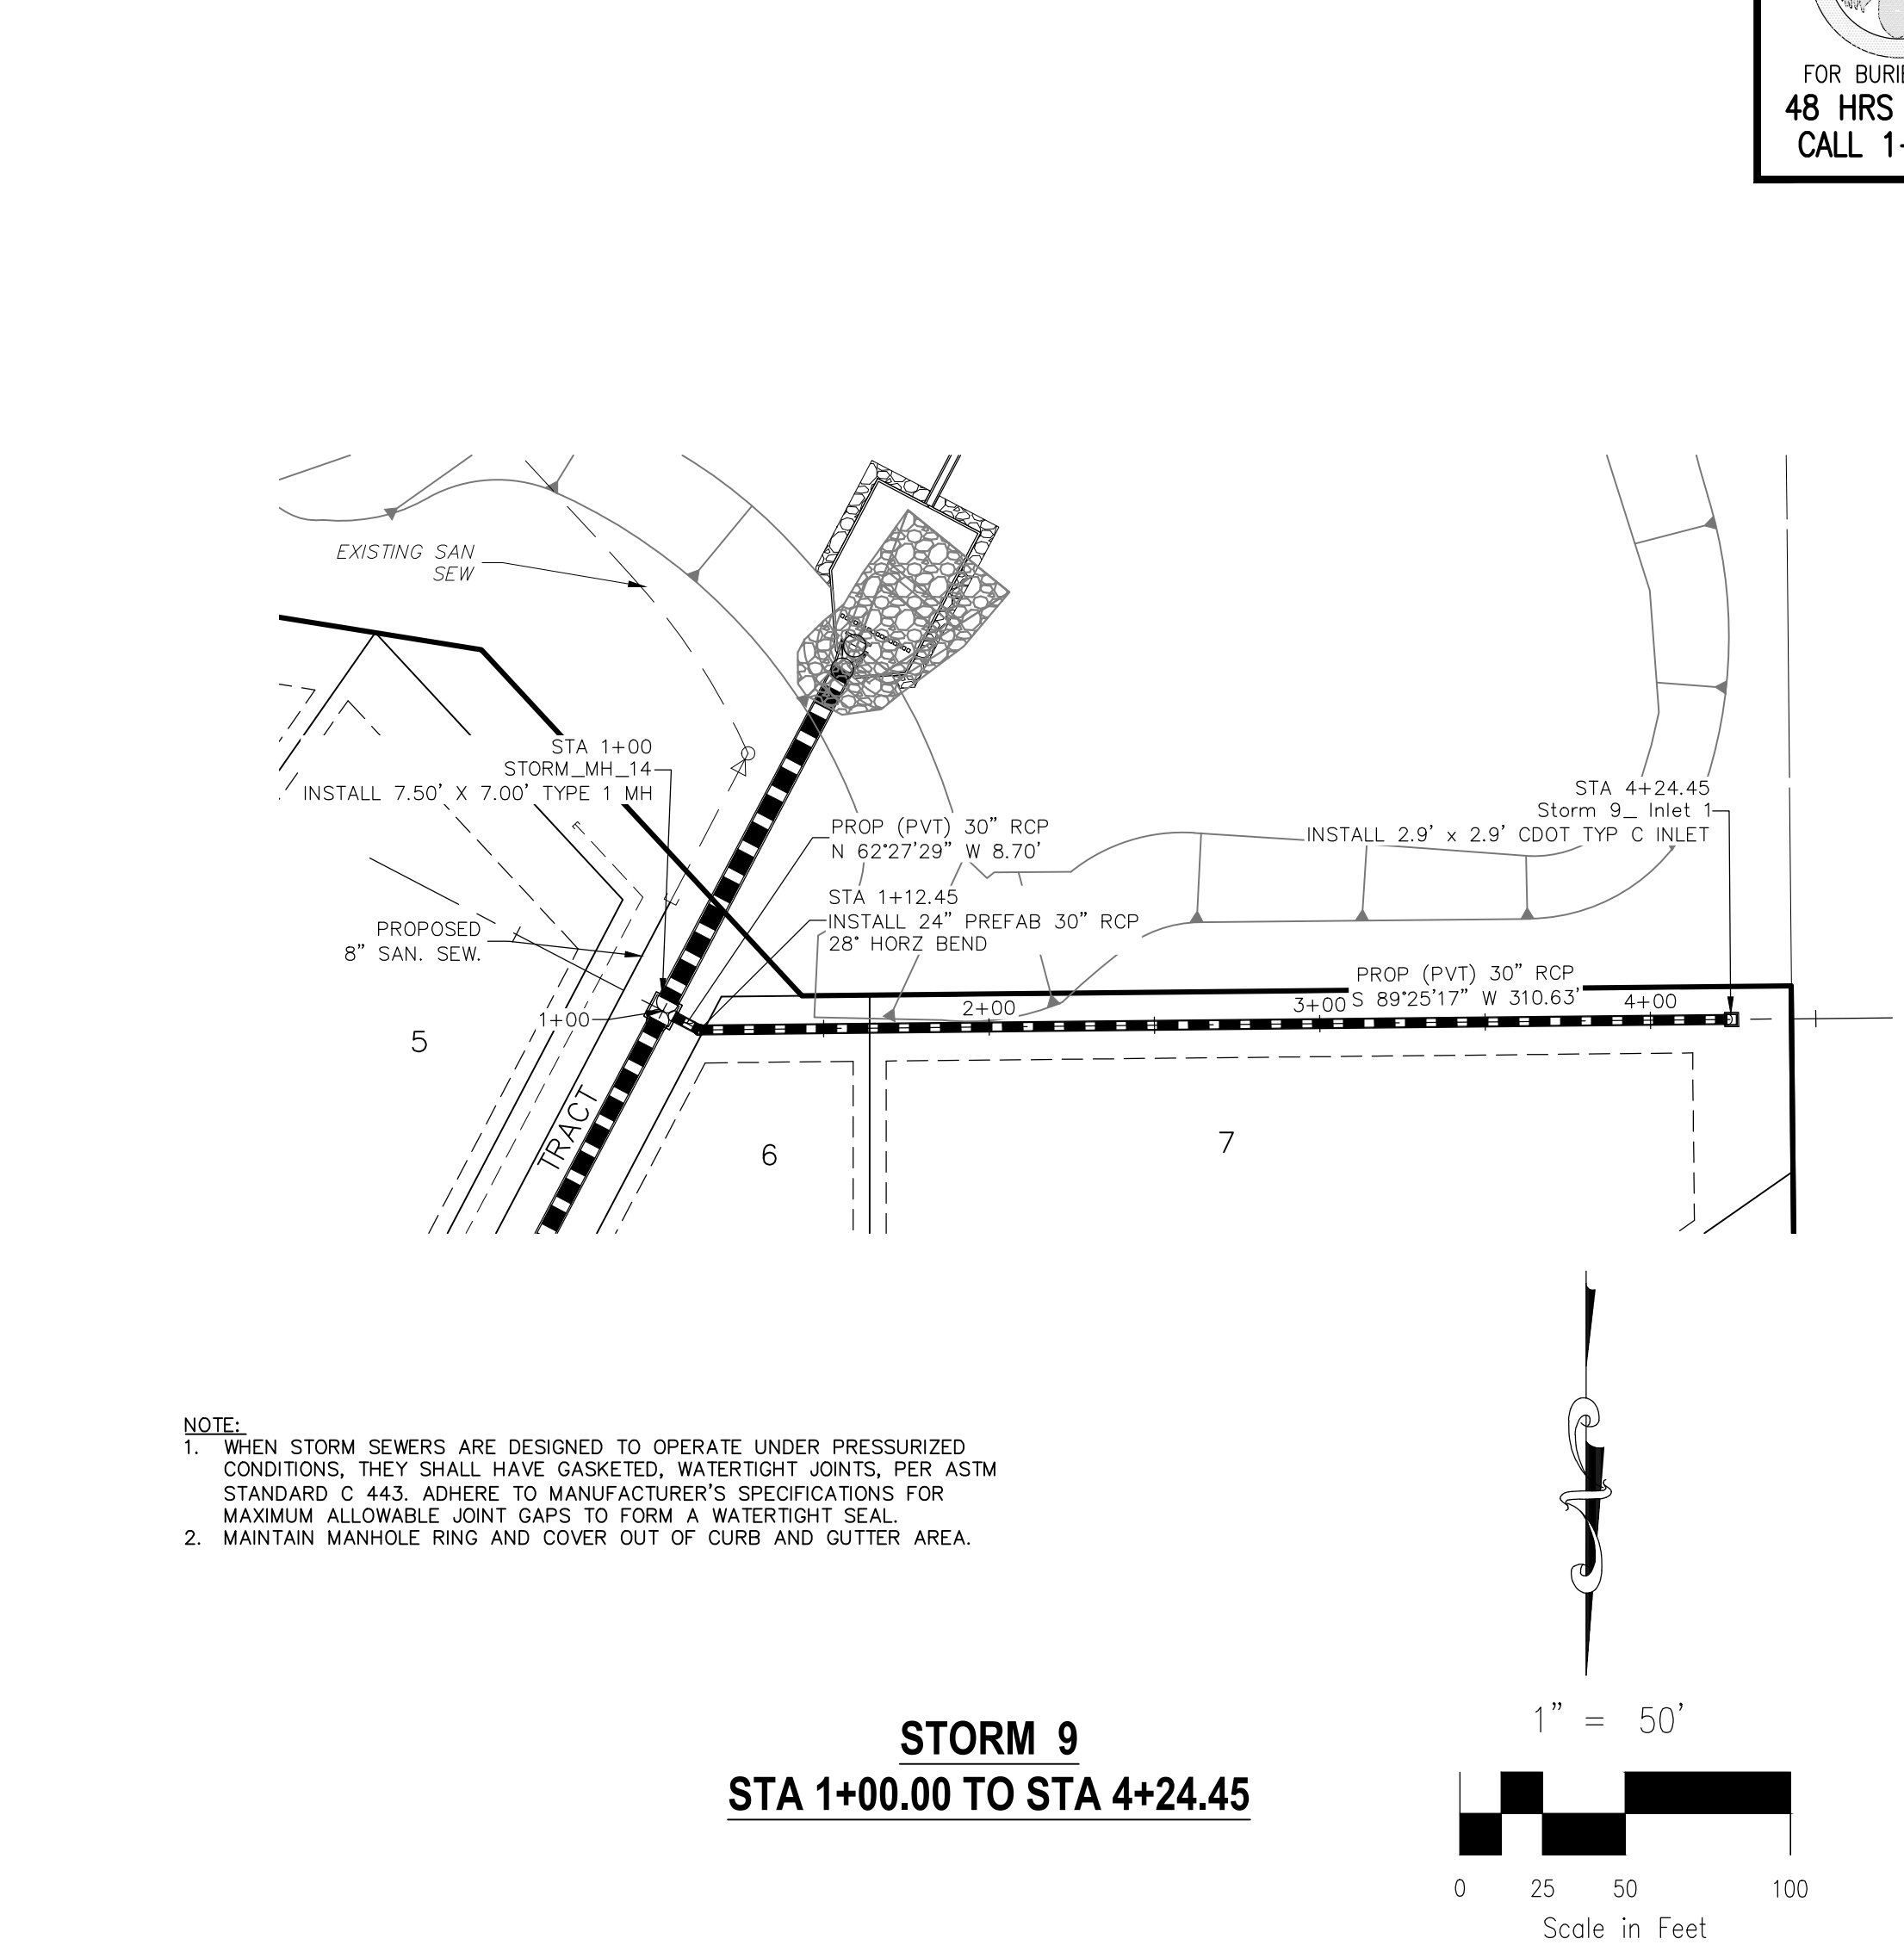 FOR
48 HRS
CALL
EXISTING SAN
SEW
STA 1+00
STORM_MH_14
INSTALL 7.50' X 7.00' TYPE 1 MH
PROP (PVT) 30" RCP
N 62°27'29" W 8.70'
STA 1+12.45
INSTALL 24" PREFAB 30" RCP
28° HORZ BEND
STA 4+24.45
Storm 9_ Inlet 1
INSTALL 2.9' x 2.9' CDOT TYP C INLET
PROPOSED
8" SAN. SEW.
PROP (PVT) 30" RCP
S 89°25'17" W 310.63'
1+00
2+00
3+00
4+00
5
TRACT
6
7
NOTE:
1. WHEN STORM SEWERS ARE DESIGNED TO OPERATE UNDER PRESSURIZED
CONDITIONS, THEY SHALL HAVE GASKETED, WATERTIGHT JOINTS, PER ASTM
STANDARD C 443. ADHERE TO MANUFACTURER'S SPECIFICATIONS FOR
MAXIMUM ALLOWABLE JOINT GAPS TO FORM A WATERTIGHT SEAL.
2. MAINTAIN MANHOLE RING AND COVER OUT OF CURB AND GUTTER AREA.
STORM 9
STA 1+00.00 TO STA 4+24.45
1" = 50'
0 25 50 100
Scale in Feet